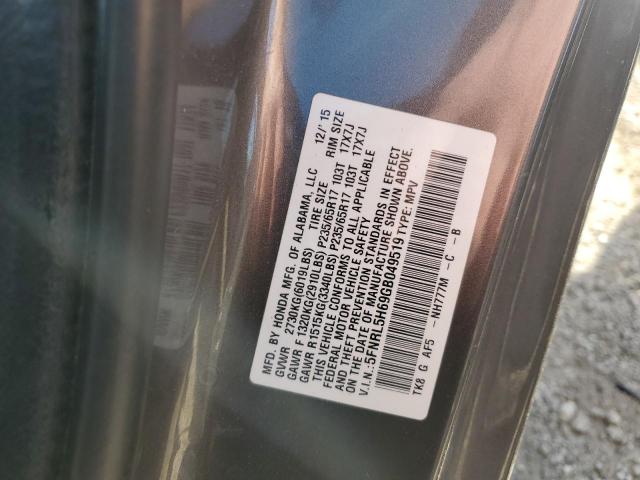 MFD. BY HONDA MFG. OF ALABAMA, LLC 12/'15
GVWR 2730KG(6019LBS) TIRE SIZE RIM SIZE
GAWR F 1320KG(2910LBS) P235/65R17 103T 17X7J
GAWR R1515KG(3340LBS) P235/65R17 103T 17X7J
THIS VEHICLE CONFORMS TO ALL APPLICABLE
FEDERAL MOTOR VEHICLE SAFETY
AND THEFT PREVENTION STANDARDS IN EFFECT
ON THE DATE OF MANUFACTURE SHOWN ABOVE.
V.I.N.: 5FNRL5H69GB049519 TYPE: MPV
TK8 G AF5 - NH777M - C - B